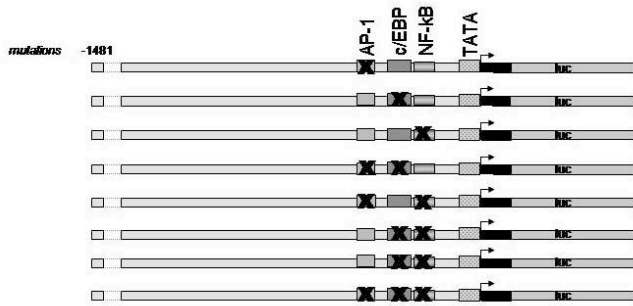 AP-1 c/EBP NF-kB TATA
mutations -1481
X luc
X luc
X luc
X X luc
X X luc
X X luc
X X luc
X X X luc